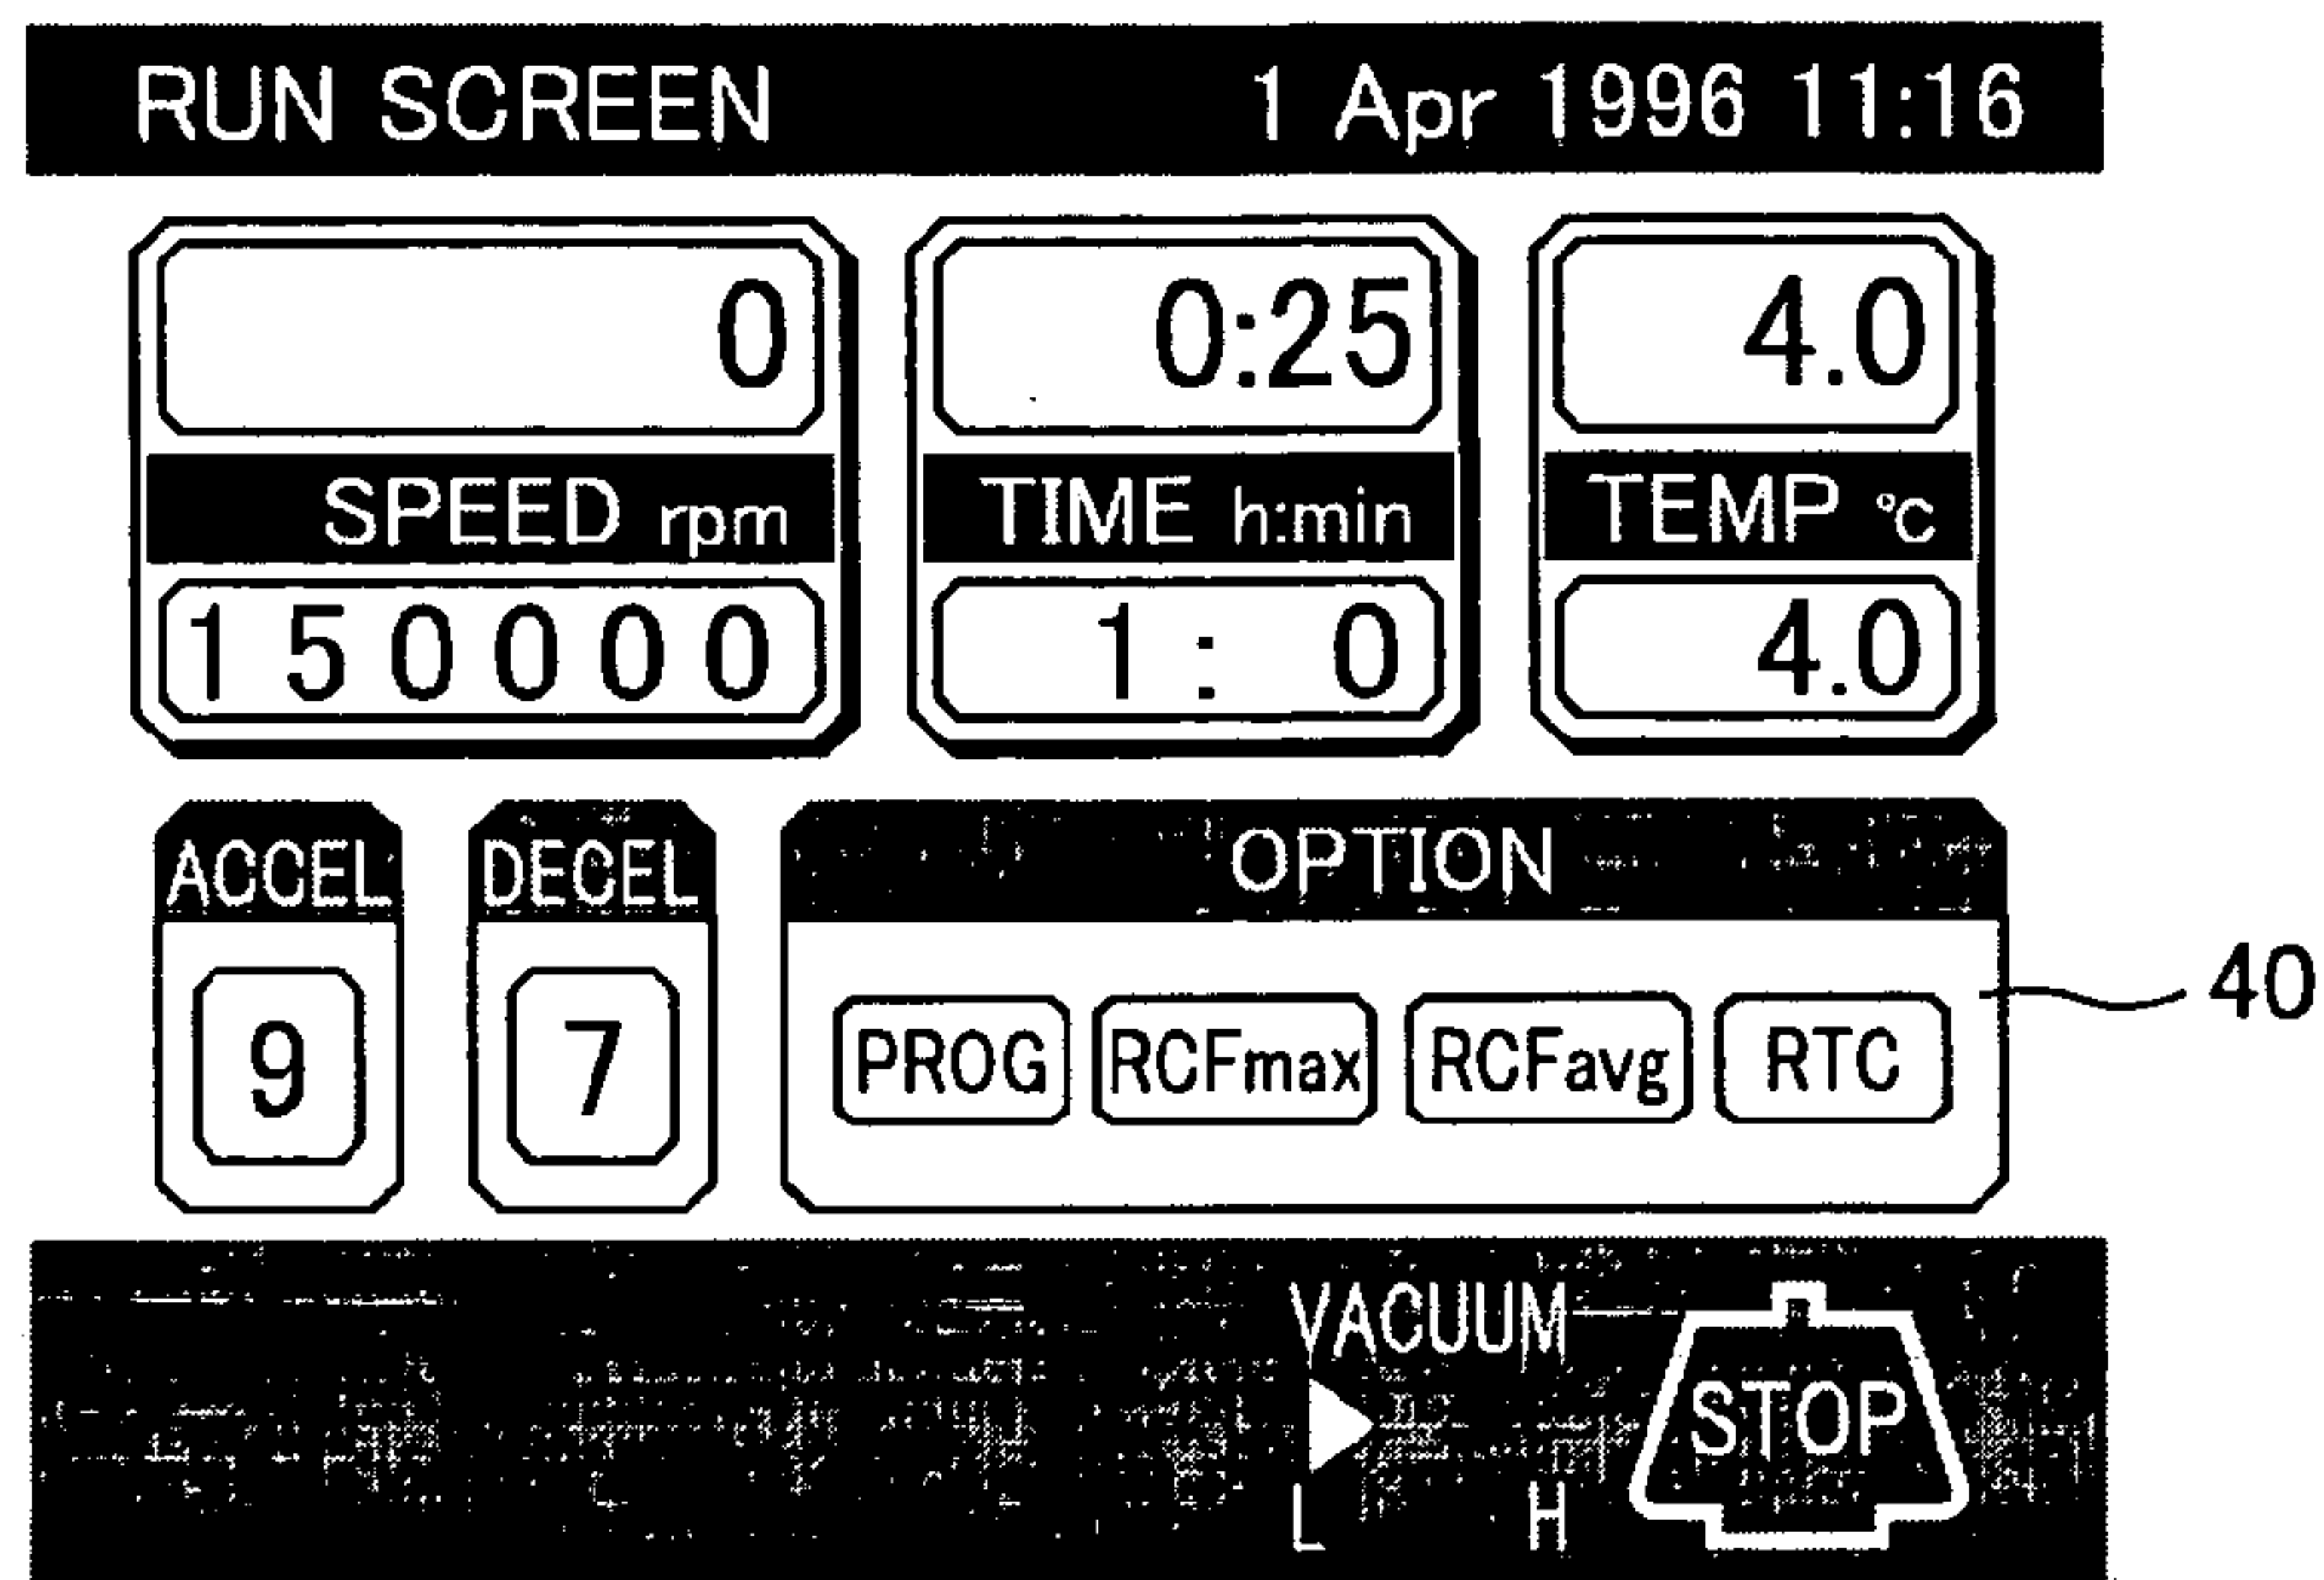 RUN SCREEN 1 Apr 1996 11:16
0 0:25 4.0
SPEED rpm TIME h:min TEMP °C
150000 1: 0 4.0
ACCEL DECEL OPTION
40
9 7 PROG RCFmax RCFavg RTC
VACUUM
STOP
L H